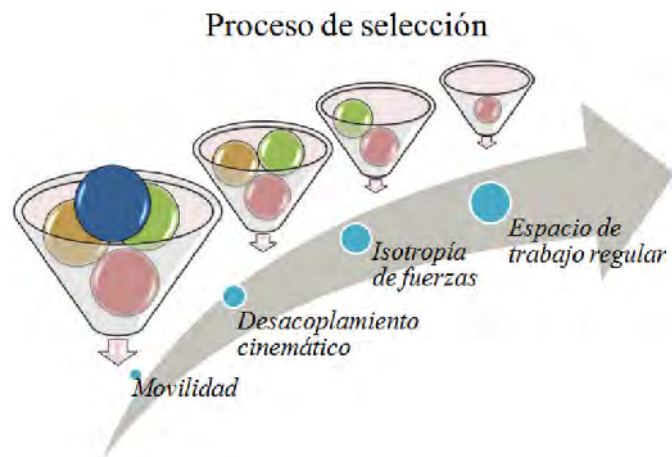 Proceso de selección
Espacio de
trabajo regular
Isotropía
de fuerzas
Desacoplamiento
cinemático
Movilidad